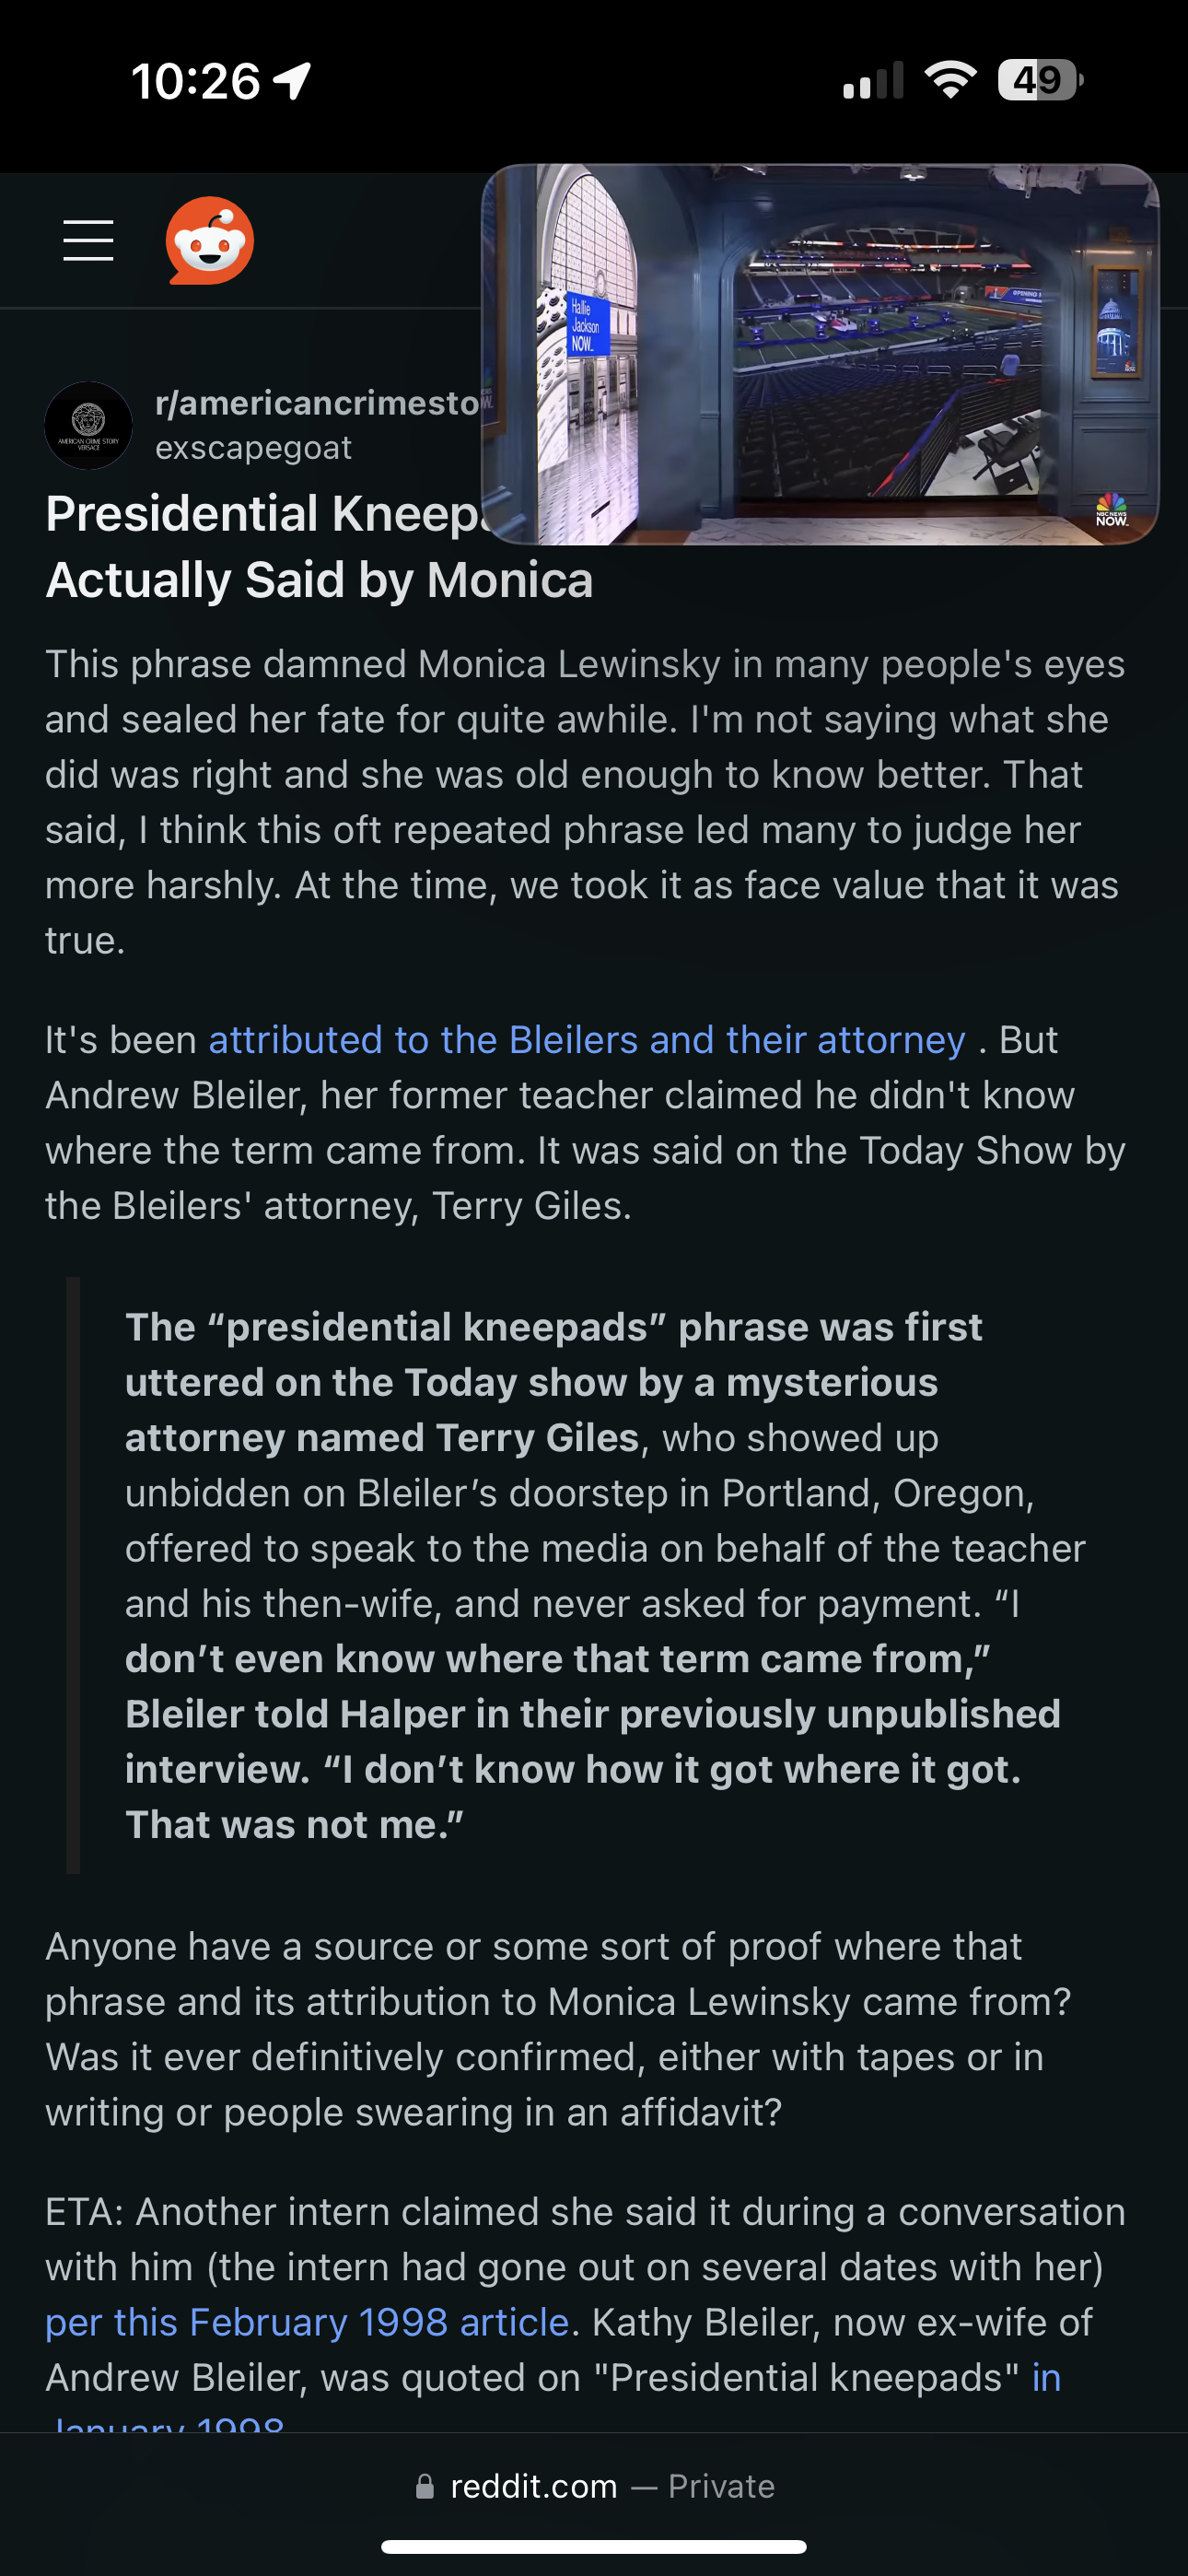 10:26
49
Hallie
Jackson
NOW
OPENING
NBC NEWS
NOW
AMERICAN CRIME STORY
VERSACE
r/americancrimesto
exscapegoat
Presidential Kneep
Actually Said by Monica
This phrase damned Monica Lewinsky in many people's eyes
and sealed her fate for quite awhile. I'm not saying what she
did was right and she was old enough to know better. That
said, I think this oft repeated phrase led many to judge her
more harshly. At the time, we took it as face value that it was
true.
It's been attributed to the Bleilers and their attorney . But
Andrew Bleiler, her former teacher claimed he didn't know
where the term came from. It was said on the Today Show by
the Bleilers' attorney, Terry Giles.
The “presidential kneepads” phrase was first
uttered on the Today show by a mysterious
attorney named Terry Giles, who showed up
unbidden on Bleiler’s doorstep in Portland, Oregon,
offered to speak to the media on behalf of the teacher
and his then-wife, and never asked for payment. “I
don’t even know where that term came from,”
Bleiler told Halper in their previously unpublished
interview. “I don’t know how it got where it got.
That was not me.”
Anyone have a source or some sort of proof where that
phrase and its attribution to Monica Lewinsky came from?
Was it ever definitively confirmed, either with tapes or in
writing or people swearing in an affidavit?
ETA: Another intern claimed she said it during a conversation
with him (the intern had gone out on several dates with her)
per this February 1998 article. Kathy Bleiler, now ex-wife of
Andrew Bleiler, was quoted on "Presidential kneepads" in
January 1998
reddit.com — Private